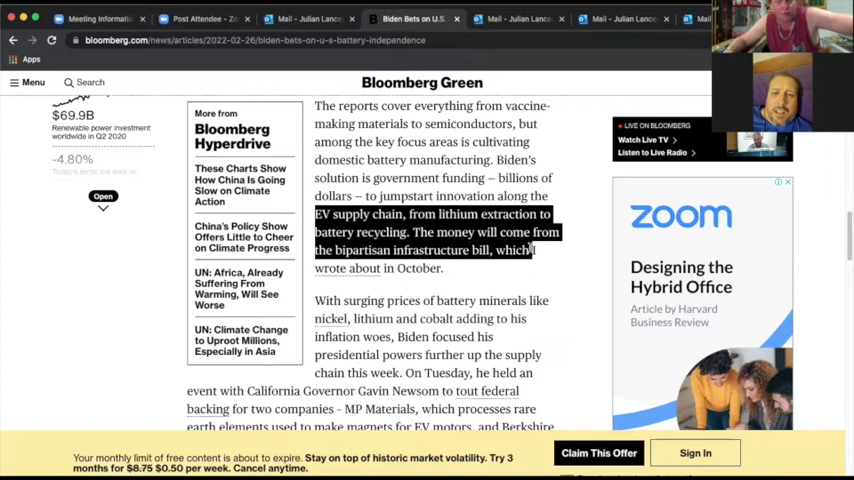 Meeting Information
Post Attendee - Zo
Mail - Julian Lance
Biden Bets on U.S.
Mail - Julian Lance
Mail - Julian Lance
bloomberg.com/news/articles/2022-02-26/biden-bets-on-u-s-battery-independence
Apps
Menu
Search
Bloomberg Green
$69.9B
Renewable power investment
worldwide in Q2 2020
-4.80%
Today's arctic ice area vs
Open
More from
Bloomberg
Hyperdrive
These Charts Show
How China Is Going
Slow on Climate
Action
China's Policy Show
Offers Little to Cheer
on Climate Progress
UN: Africa, Already
Suffering From
Warming, Will See
Worse
UN: Climate Change
to Uproot Millions,
Especially in Asia
The reports cover everything from vaccine-
making materials to semiconductors, but
among the key focus areas is cultivating
domestic battery manufacturing. Biden's
solution is government funding – billions of
dollars – to jumpstart innovation along the
EV supply chain, from lithium extraction to
battery recycling. The money will come from
the bipartisan infrastructure bill, which I
wrote about in October.
With surging prices of battery minerals like
nickel, lithium and cobalt adding to his
inflation woes, Biden focused his
presidential powers further up the supply
chain this week. On Tuesday, he held an
event with California Governor Gavin Newsom to tout federal
backing for two companies - MP Materials, which processes rare
earth elements used to make magnets for EV motors, and Berkshire
LIVE ON BLOOMBERG
Watch Live TV
Listen to Live Radio
zoom
Designing the
Hybrid Office
Article by Harvard
Business Review
Your monthly limit of free content is about to expire. Stay on top of historic market volatility. Try 3
months for $8.75 $0.50 per week. Cancel anytime.
Claim This Offer
Sign In